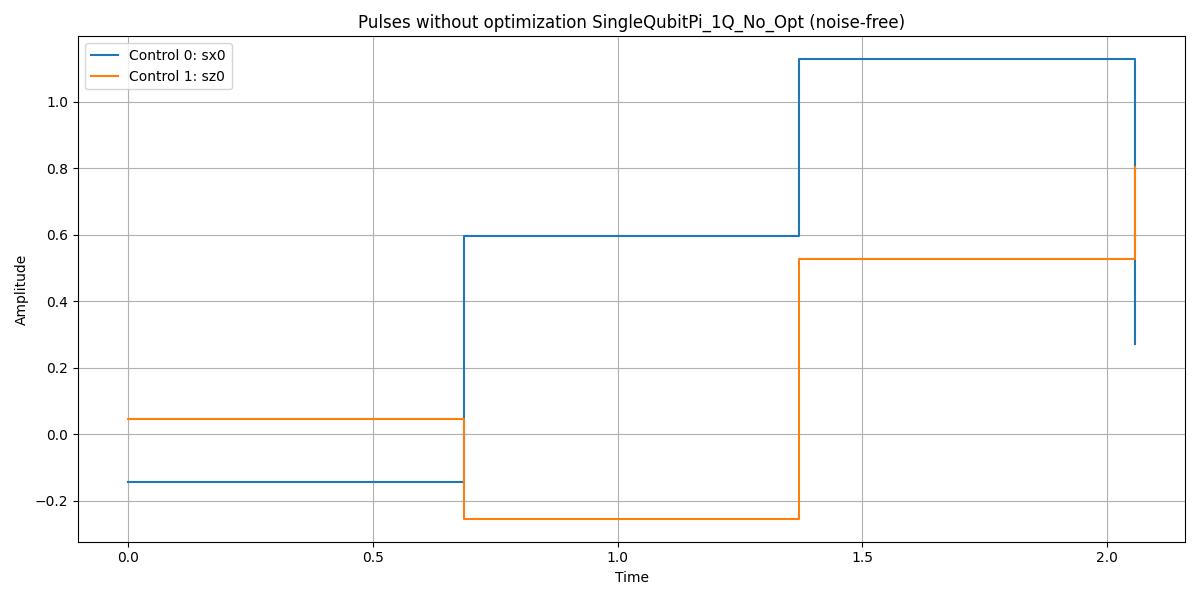 Pulses without optimization SingleQubitPi_1Q_No_Opt (noise-free)
Control 0: sx0
Control 1: sz0
Amplitude
1.0
0.8
0.6
0.4
0.2
0.0
−0.2
0.0 0.5 1.0 1.5 2.0
Time